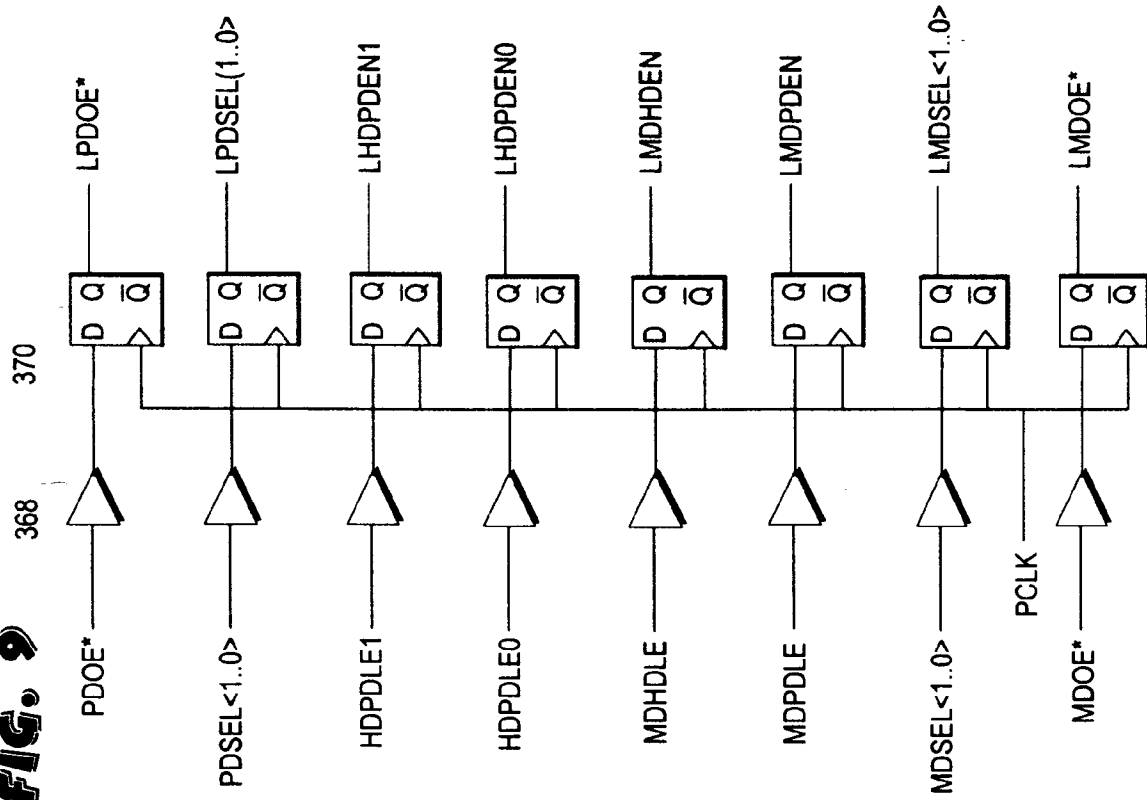 FIG. 9
368 370
PDOE* D Q Q̅ LPDOE*
PDSEL<1..0> D Q Q̅ LPDSEL(1..0>
HDPDLE1 D Q Q̅ LHDPDEN1
HDPDLE0 D Q Q̅ LHDPDEN0
MDHDLE D Q Q̅ LMDHDEN
MDPDLE D Q Q̅ LMDPDEN
MDSEL<1..0> D Q Q̅ LMDSEL<1..0>
PCLK
MDOE* D Q Q̅ LMDOE*